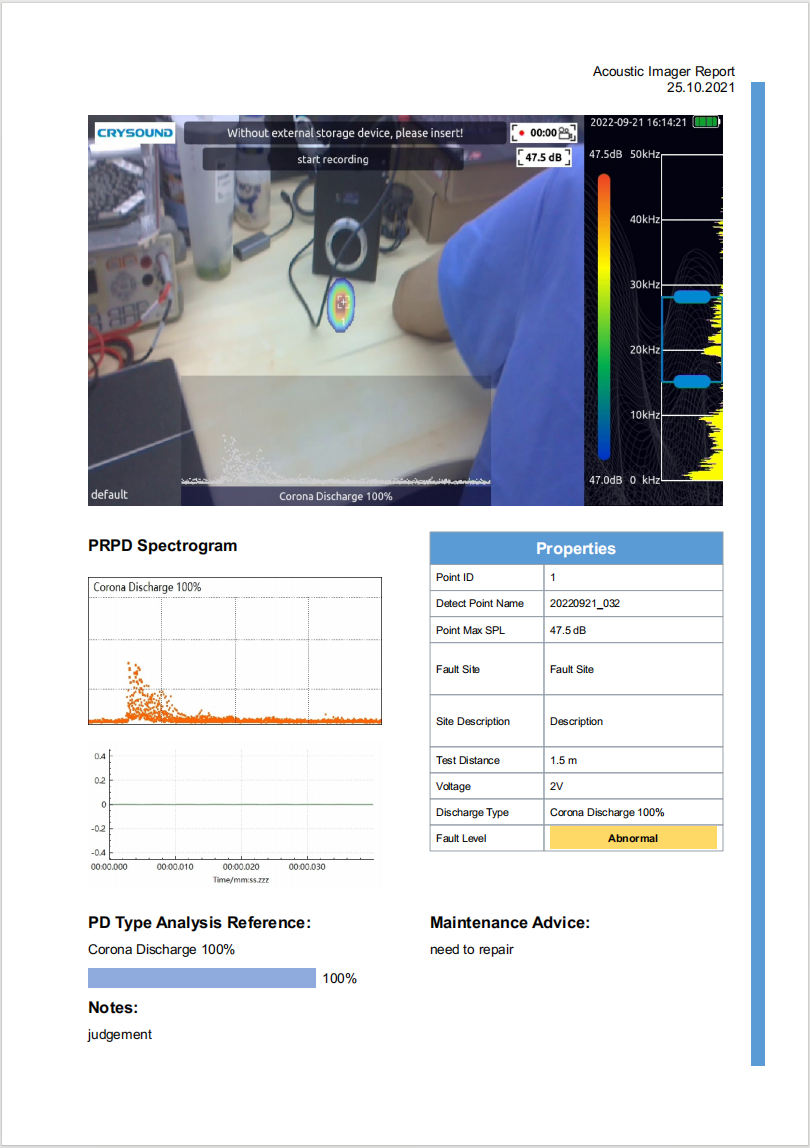 Acoustic Imager Report
25.10.2021
CRYSOUND
Without external storage device, please insert!
00:00
start recording
47.5 dB
2022-09-21 16:14:21
47.5dB
50kHz
40kHz
30kHz
20kHz
10kHz
47.0dB
0 kHz
1
default
Corona Discharge 100%
PRPD Spectrogram
Corona Discharge 100%
0.4
0.2
0
-0.2
-0.4
00:00.000 00:00.010 00:00.020 00:00.030
Time/mm:ss.zzz
Properties
Point ID 1
Detect Point Name 20220921_032
Point Max SPL 47.5 dB
Fault Site Fault Site
Site Description Description
Test Distance 1.5 m
Voltage 2V
Discharge Type Corona Discharge 100%
Fault Level Abnormal
PD Type Analysis Reference:
Corona Discharge 100%
100%
Notes:
judgement
Maintenance Advice:
need to repair